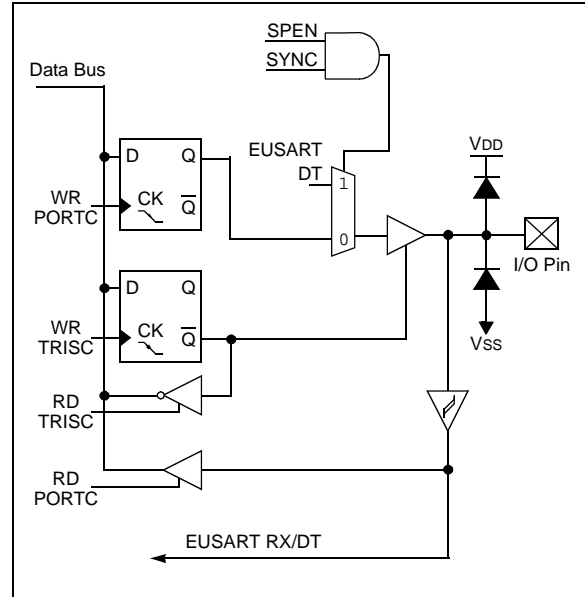 SPEN
SYNC
Data Bus
D Q
EUSART
DT
1
VDD
WR
PORTC
CK
Q
0
I/O Pin
D Q
WR
TRISC
CK
Q
VSS
RD
TRISC
RD
PORTC
EUSART RX/DT